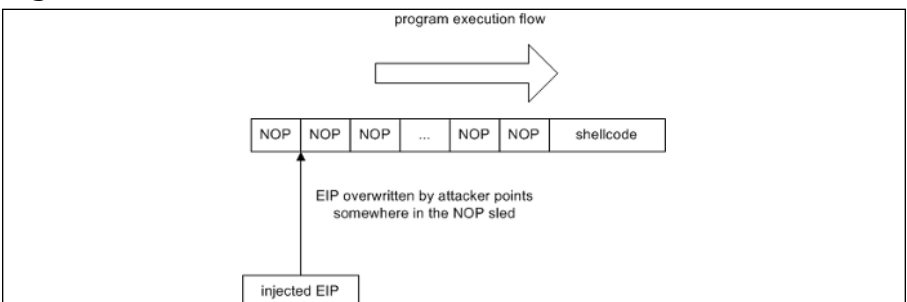 program execution flow
NOP NOP NOP ... NOP NOP shellcode
EIP overwritten by attacker points
somewhere in the NOP sled
injected EIP